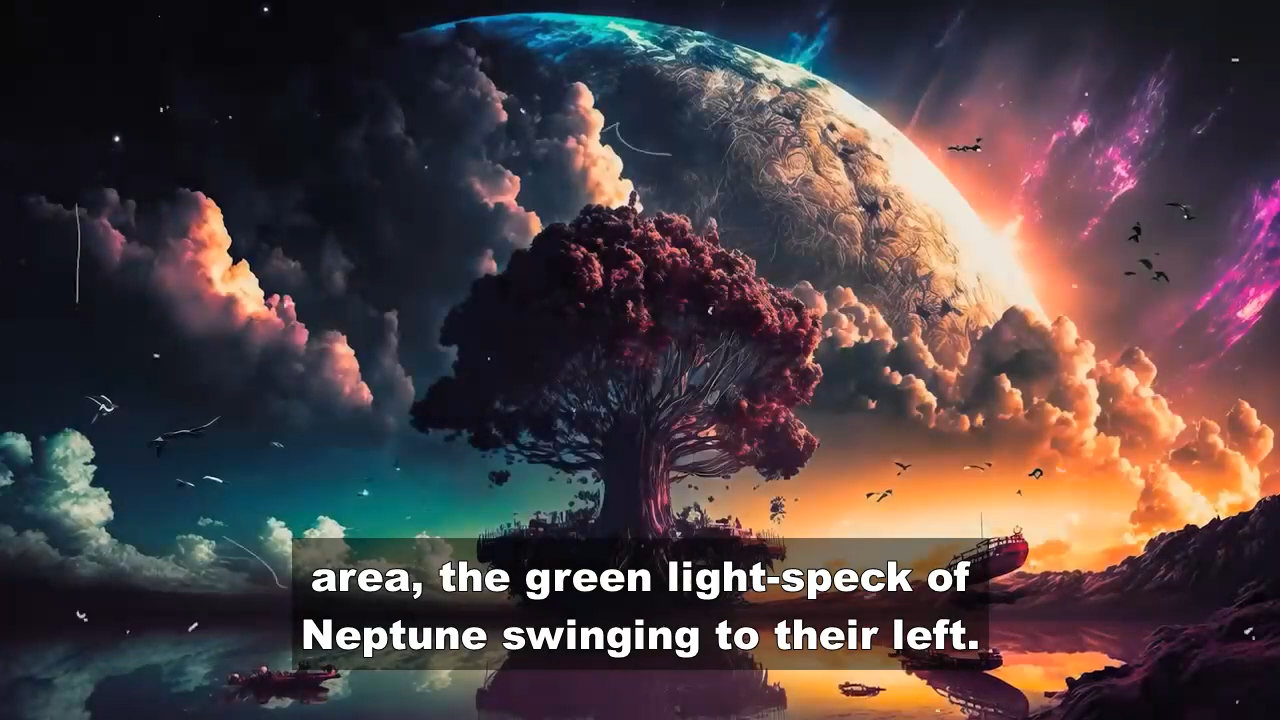 area, the green light-speck of
Neptune swinging to their left.